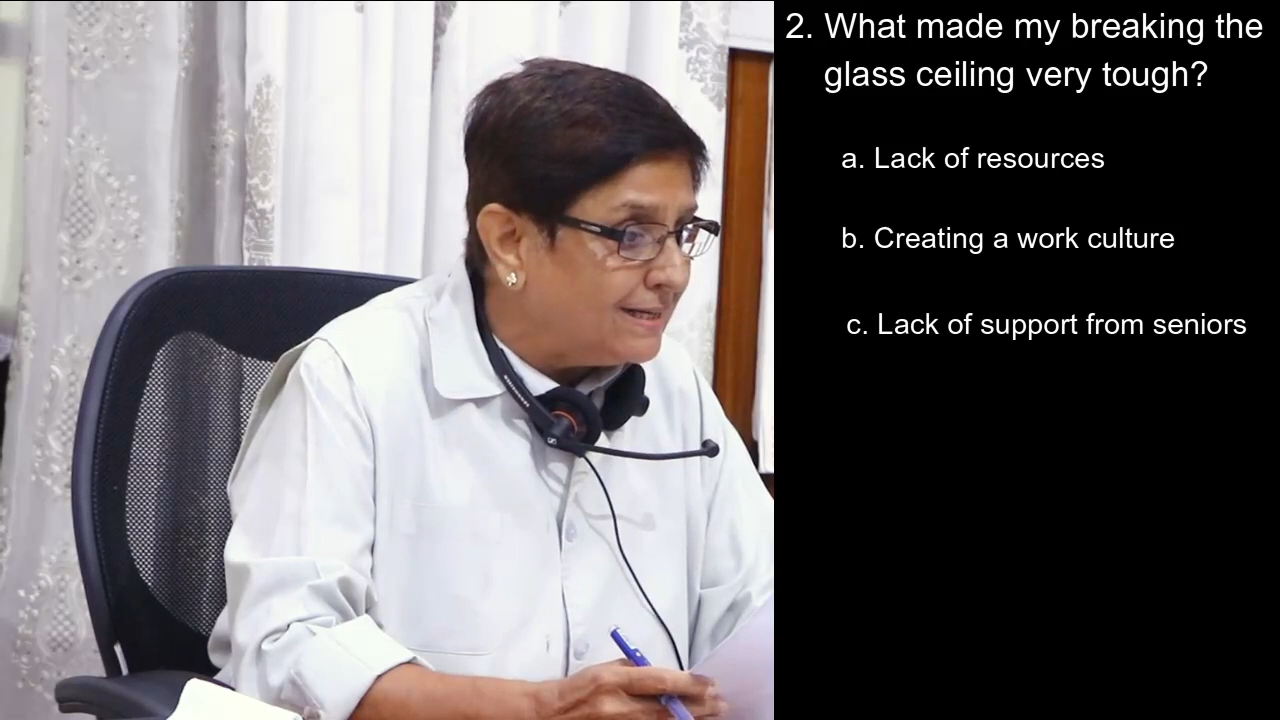 2. What made my breaking the
glass ceiling very tough?
a. Lack of resources
b. Creating a work culture
c. Lack of support from seniors